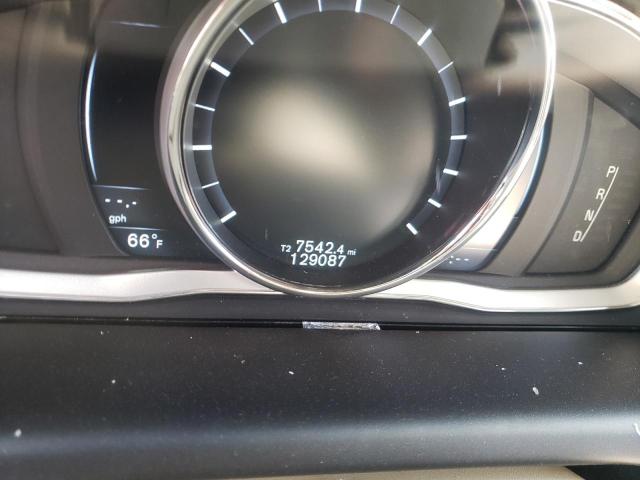 --.-
gph
66°F
T2 7542.4 mi
129087
--.-
P
R
N
D